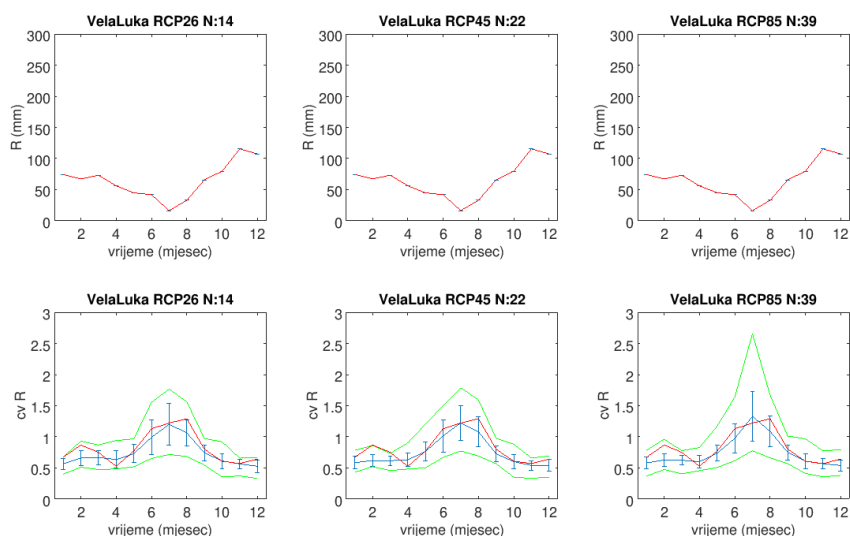 VelaLuka RCP26 N:14
300
250
200
150
100
50
0
R (mm)
2 4 6 8 10 12
vrijeme (mjesec)
VelaLuka RCP45 N:22
300
250
200
150
100
50
0
R (mm)
2 4 6 8 10 12
vrijeme (mjesec)
VelaLuka RCP85 N:39
300
250
200
150
100
50
0
R (mm)
2 4 6 8 10 12
vrijeme (mjesec)
VelaLuka RCP26 N:14
3
2.5
2
1.5
1
0.5
0
cv R
2 4 6 8 10 12
vrijeme (mjesec)
VelaLuka RCP45 N:22
3
2.5
2
1.5
1
0.5
0
cv R
2 4 6 8 10 12
vrijeme (mjesec)
VelaLuka RCP85 N:39
3
2.5
2
1.5
1
0.5
0
cv R
2 4 6 8 10 12
vrijeme (mjesec)